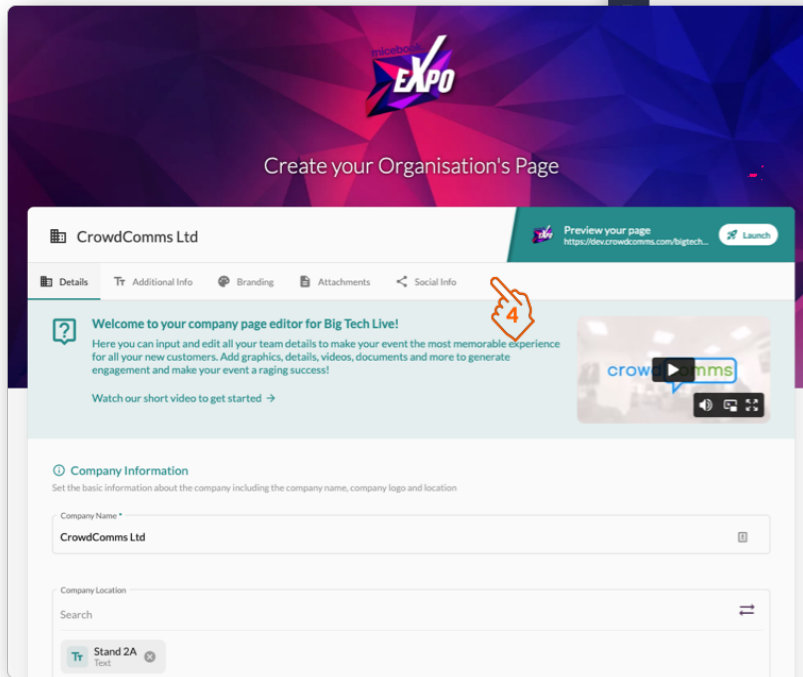 micebook
EXPO
Create your Organisation's Page
CrowdComms Ltd
Preview your page
https://dev.crowdcomms.com/bigtech...
Launch
Details
Additional Info
Branding
Attachments
Social Info
4
Welcome to your company page editor for Big Tech Live!
Here you can input and edit all your team details to make your event the most memorable experience
for all your new customers. Add graphics, details, videos, documents and more to generate
engagement and make your event a raging success!
Watch our short video to get started →
Company Information
Set the basic information about the company including the company name, company logo and location
Company Name *
CrowdComms Ltd
Company Location
Search
Tт
Stand 2A
Text